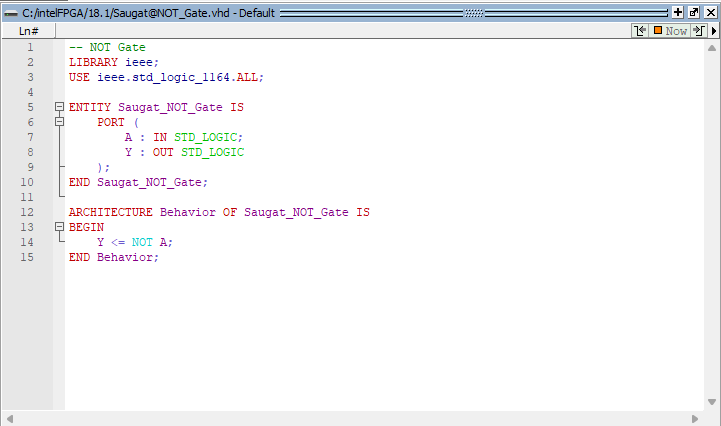 C:/intelFPGA/18.1/Saugat@NOT_Gate.vhd - Default
Ln#
Now
1 -- NOT Gate
2 LIBRARY ieee;
3 USE ieee.std_logic_1164.ALL;
4
5 ENTITY Saugat_NOT_Gate IS
6 PORT (
7 A : IN STD_LOGIC;
8 Y : OUT STD_LOGIC
9 );
10 END Saugat_NOT_Gate;
11
12 ARCHITECTURE Behavior OF Saugat_NOT_Gate IS
13 BEGIN
14 Y <= NOT A;
15 END Behavior;